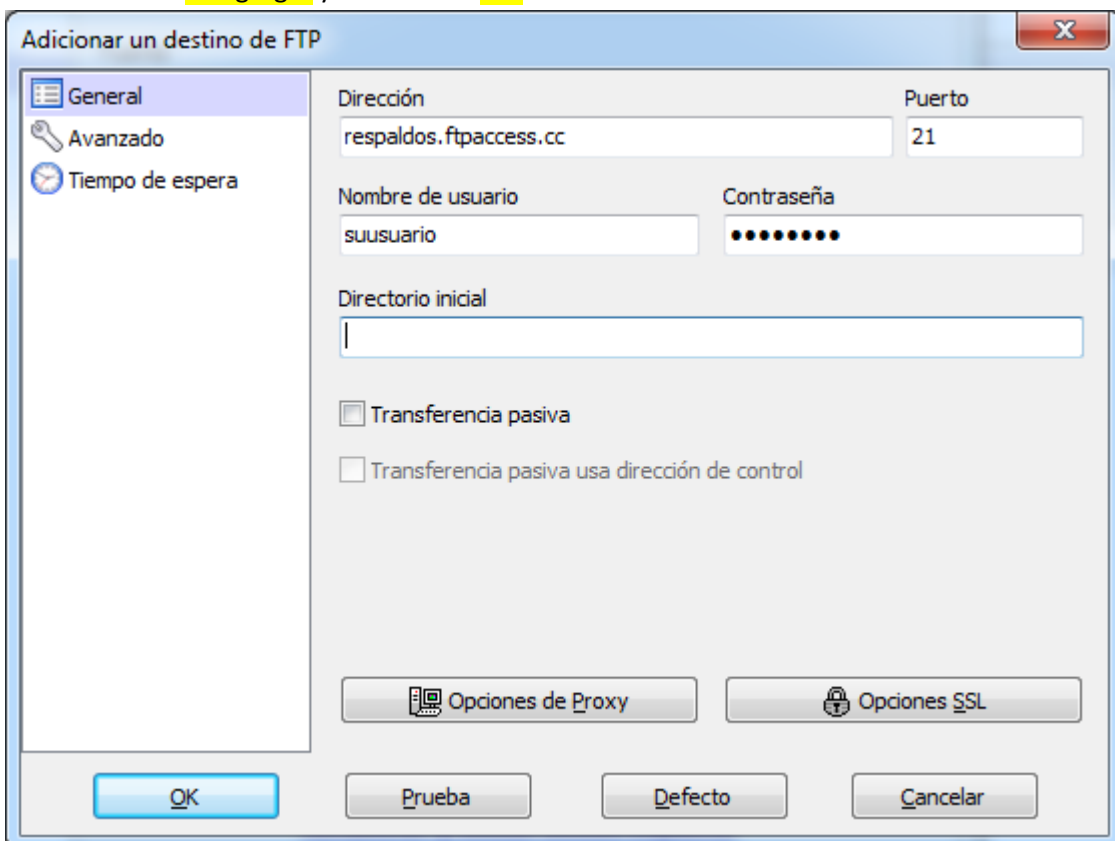 Adicionar un destino de FTP
General
Avanzado
Tiempo de espera
Dirección
Puerto
respaldos.ftpaccess.cc
21
Nombre de usuario
Contraseña
suusuario
••••••••
Directorio inicial
Transferencia pasiva
Transferencia pasiva usa dirección de control
Opciones de Proxy
Opciones SSL
OK
Prueba
Defecto
Cancelar